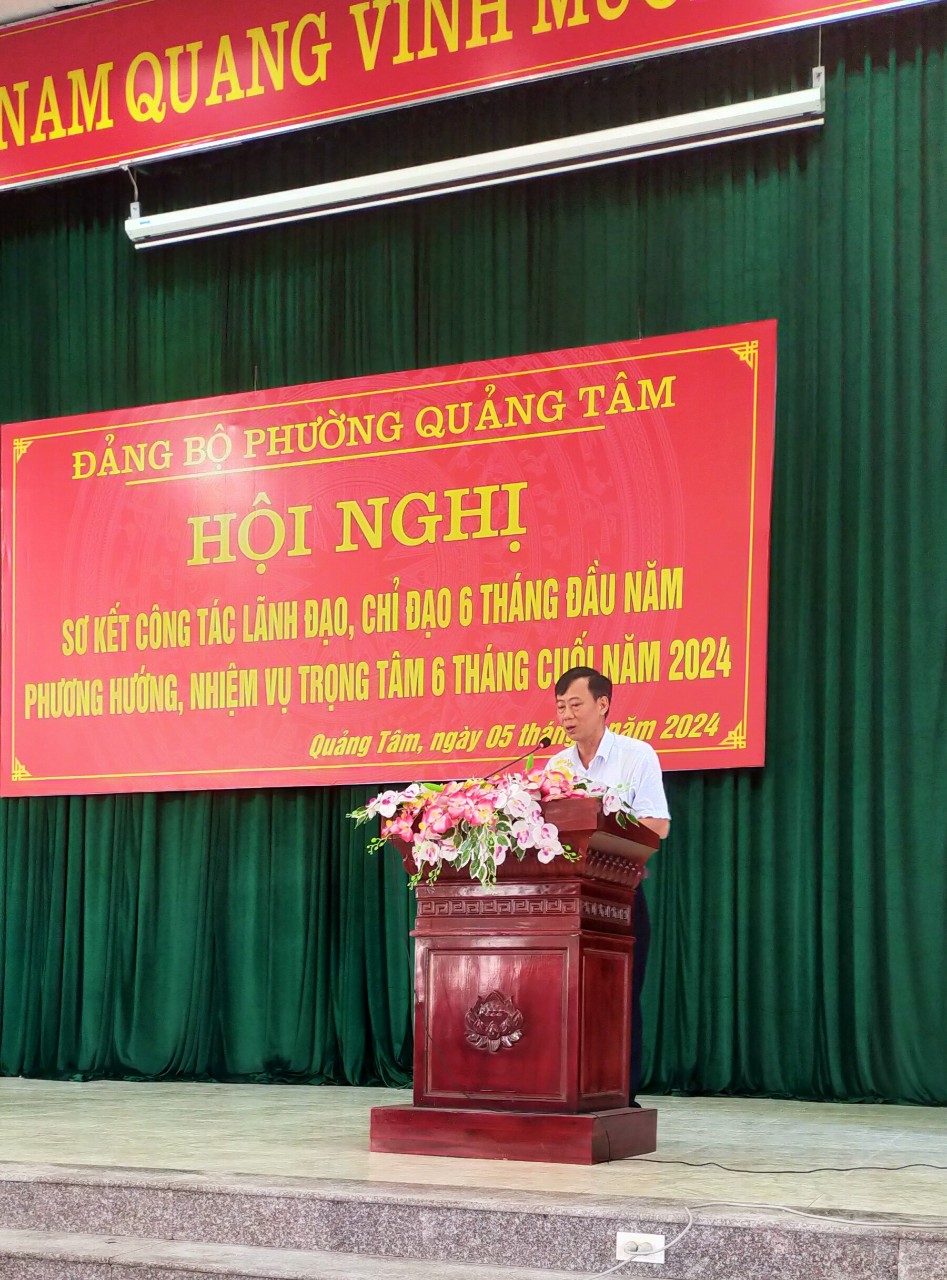 NAM QUANG VINH MUÔN
ĐẢNG BỘ PHƯỜNG QUẢNG TÂM
HỘI NGHỊ
SƠ KẾT CÔNG TÁC LÃNH ĐẠO, CHỈ ĐẠO 6 THÁNG ĐẦU NĂM
PHƯƠNG HƯỚNG, NHIỆM VỤ TRỌNG TÂM 6 THÁNG CUỐI NĂM 2024
Quảng Tâm, ngày 05 năm 2024